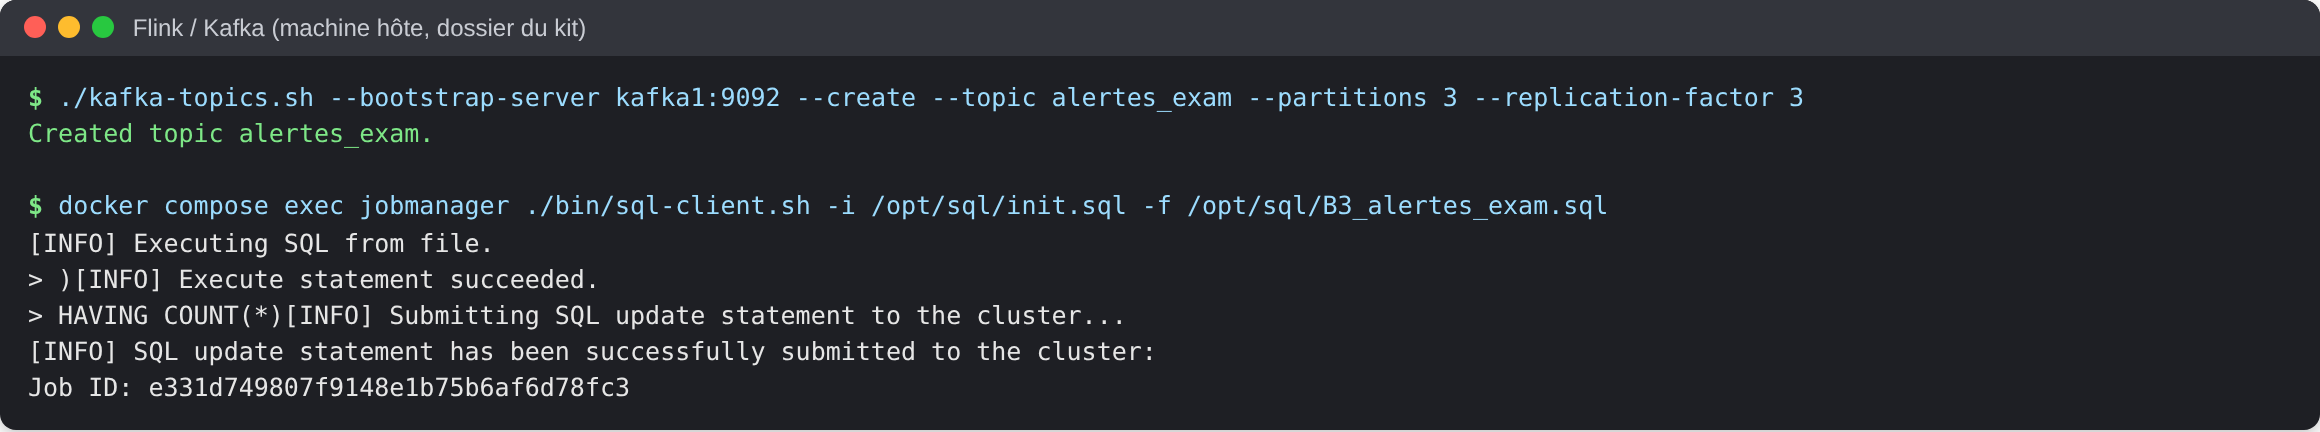 Flink / Kafka (machine hôte, dossier du kit)
$ ./kafka-topics.sh --bootstrap-server kafka1:9092 --create --topic alertes_exam --partitions 3 --replication-factor 3
Created topic alertes_exam.
$ docker compose exec jobmanager ./bin/sql-client.sh -i /opt/sql/init.sql -f /opt/sql/B3_alertes_exam.sql
[INFO] Executing SQL from file.
> )[INFO] Execute statement succeeded.
> HAVING COUNT(*)[INFO] Submitting SQL update statement to the cluster...
[INFO] SQL update statement has been successfully submitted to the cluster:
Job ID: e331d749807f9148e1b75b6af6d78fc3